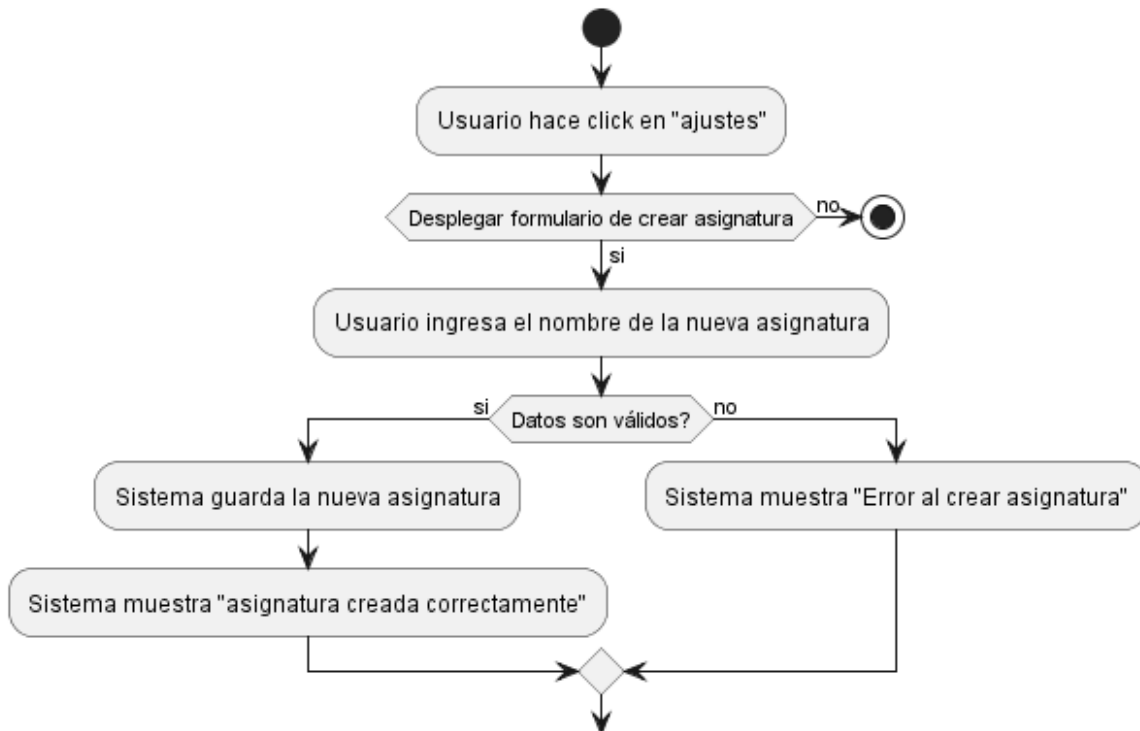 Usuario hace click en "ajustes"
Desplegar formulario de crear asignatura
no
si
Usuario ingresa el nombre de la nueva asignatura
si
Datos son válidos?
no
Sistema guarda la nueva asignatura
Sistema muestra "Error al crear asignatura"
Sistema muestra "asignatura creada correctamente"